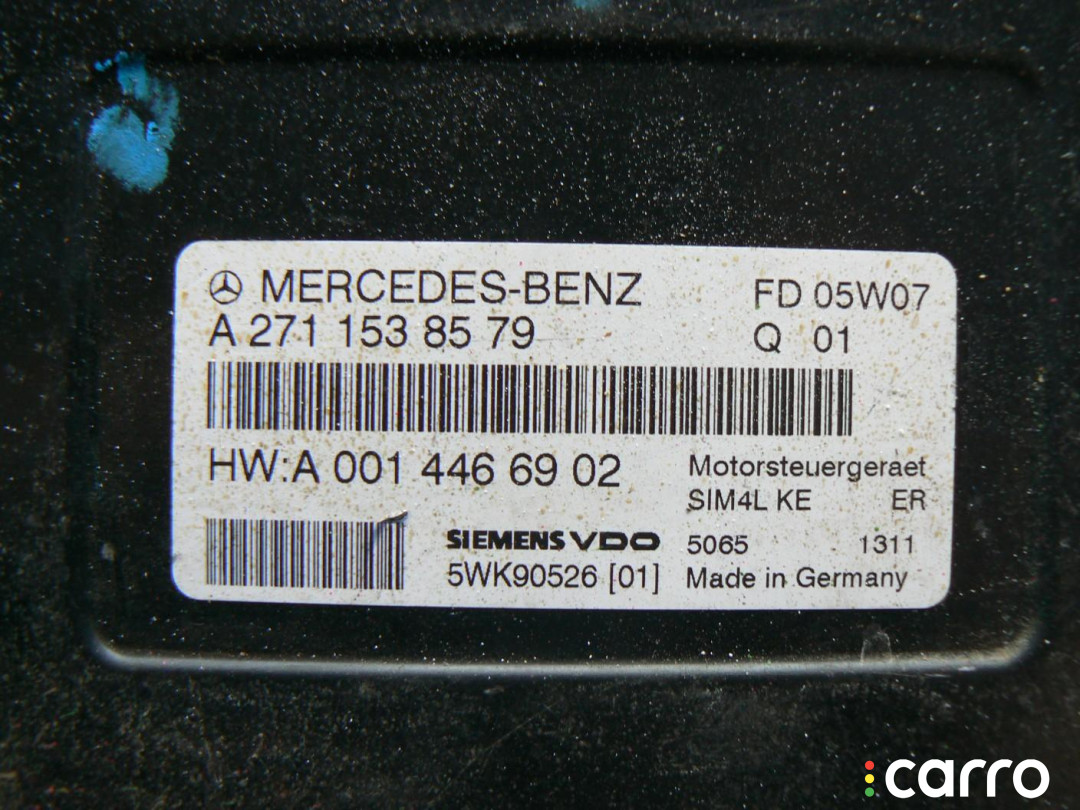 MERCEDES-BENZ FD 05W07
A 271 153 85 79 Q 01
HW:A 001 446 69 02 Motorsteuergeraet
SIM4L KE ER
SIEMENS VDO 5065 1311
5WK90526 [01] Made in Germany
carro